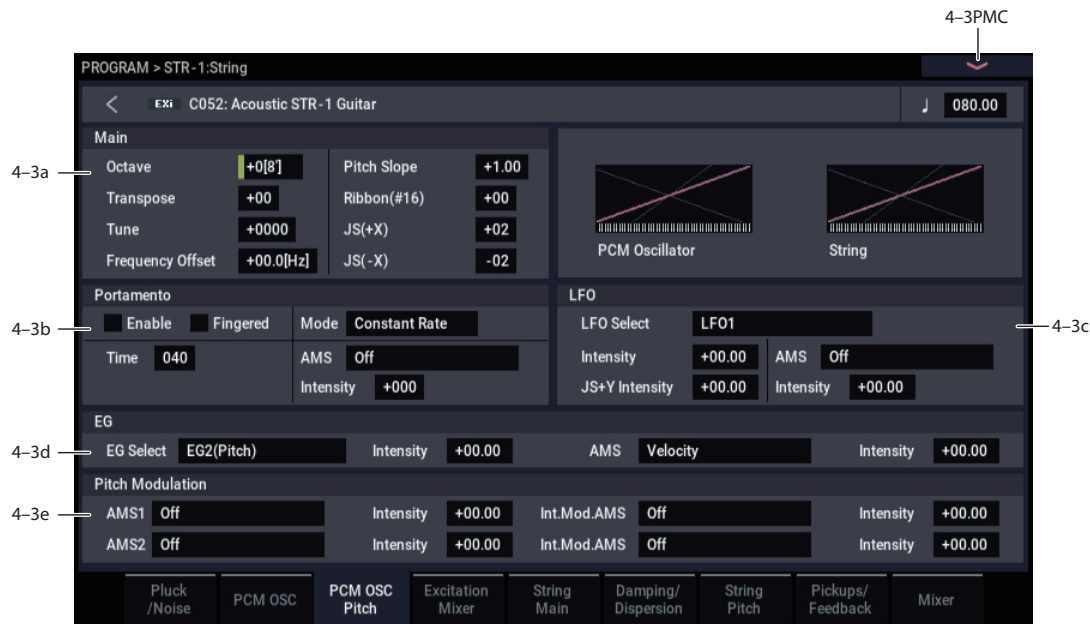 4–3PMC
PROGRAM > STR-1:String
EXi C052: Acoustic STR-1 Guitar
♩ 080.00
4–3a
Main
Octave +0[8'] Pitch Slope +1.00
Transpose +00 Ribbon(#16) +00
Tune +0000 JS(+X) +02
Frequency Offset +00.0[Hz] JS(-X) -02
PCM Oscillator String
4–3b
Portamento
Enable Fingered Mode Constant Rate
Time 040 AMS Off
Intensity +000
4–3c
LFO
LFO Select LFO1
Intensity +00.00 AMS Off
JS+Y Intensity +00.00 Intensity +00.00
4–3d
EG
EG Select EG2(Pitch) Intensity +00.00 AMS Velocity Intensity +00.00
4–3e
Pitch Modulation
AMS1 Off Intensity +00.00 Int.Mod.AMS Off Intensity +00.00
AMS2 Off Intensity +00.00 Int.Mod.AMS Off Intensity +00.00
Pluck
/Noise
PCM OSC
PCM OSC
Pitch
Excitation
Mixer
String
Main
Damping/
Dispersion
String
Pitch
Pickups/
Feedback
Mixer